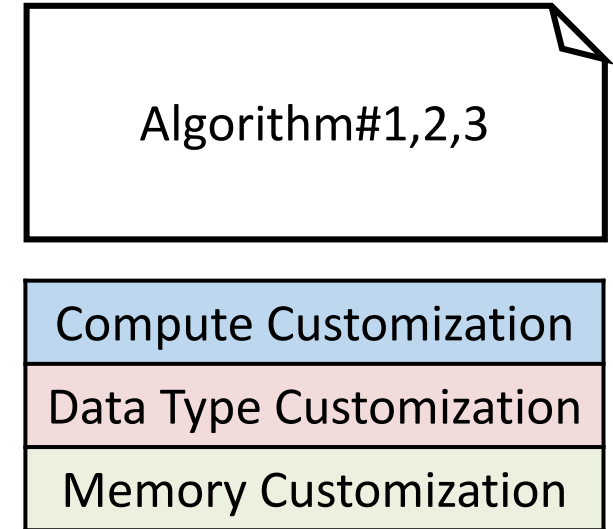 Algorithm#1,2,3
Compute Customization
Data Type Customization
Memory Customization